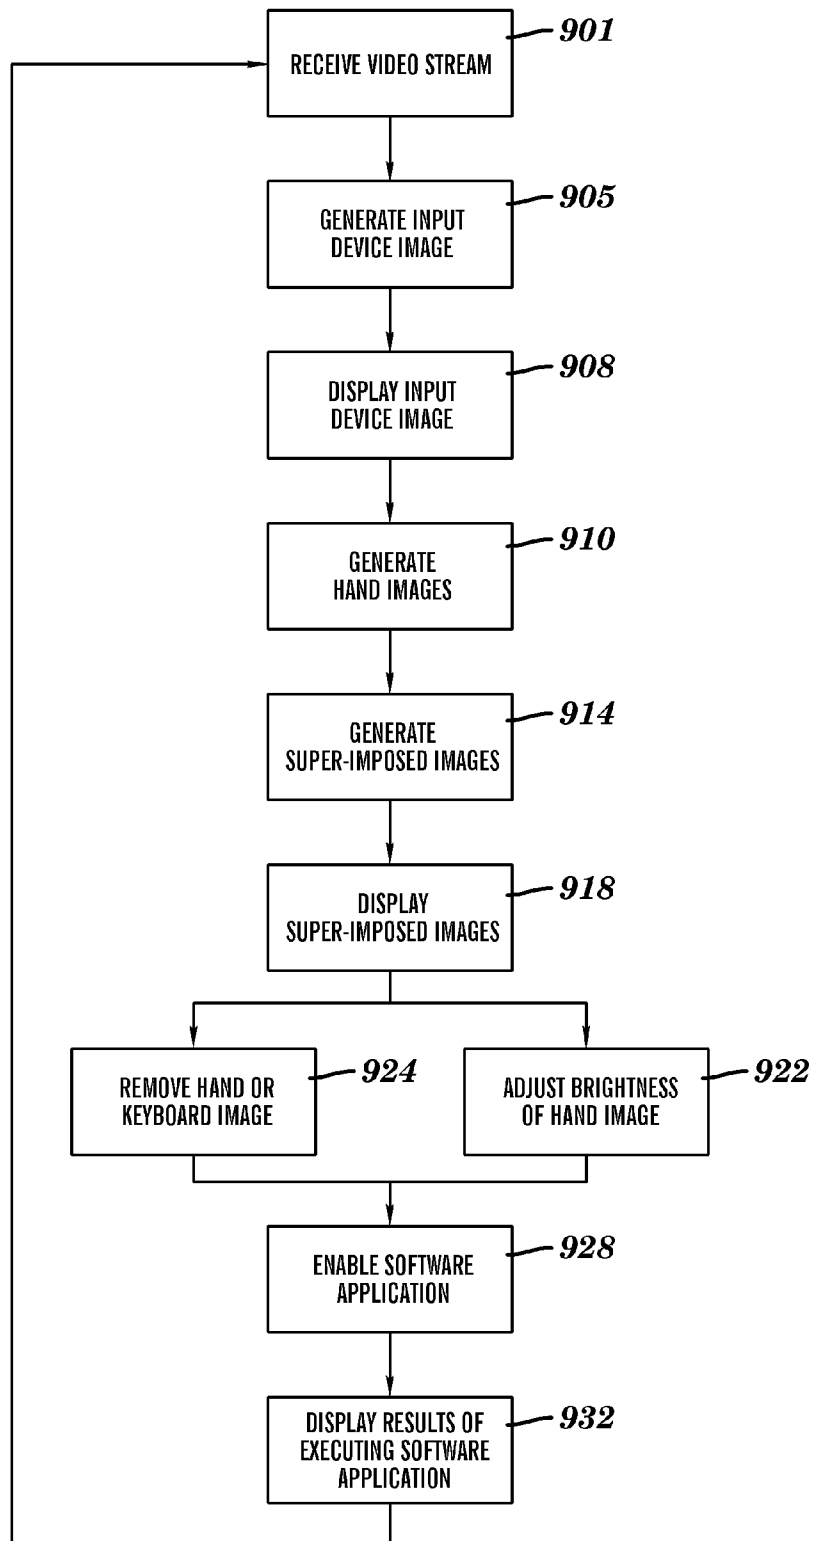 901
RECEIVE VIDEO STREAM
905
GENERATE INPUT
DEVICE IMAGE
908
DISPLAY INPUT
DEVICE IMAGE
910
GENERATE
HAND IMAGES
914
GENERATE
SUPER-IMPOSED IMAGES
918
DISPLAY
SUPER-IMPOSED IMAGES
924
REMOVE HAND OR
KEYBOARD IMAGE
922
ADJUST BRIGHTNESS
OF HAND IMAGE
928
ENABLE SOFTWARE
APPLICATION
932
DISPLAY RESULTS OF
EXECUTING SOFTWARE
APPLICATION